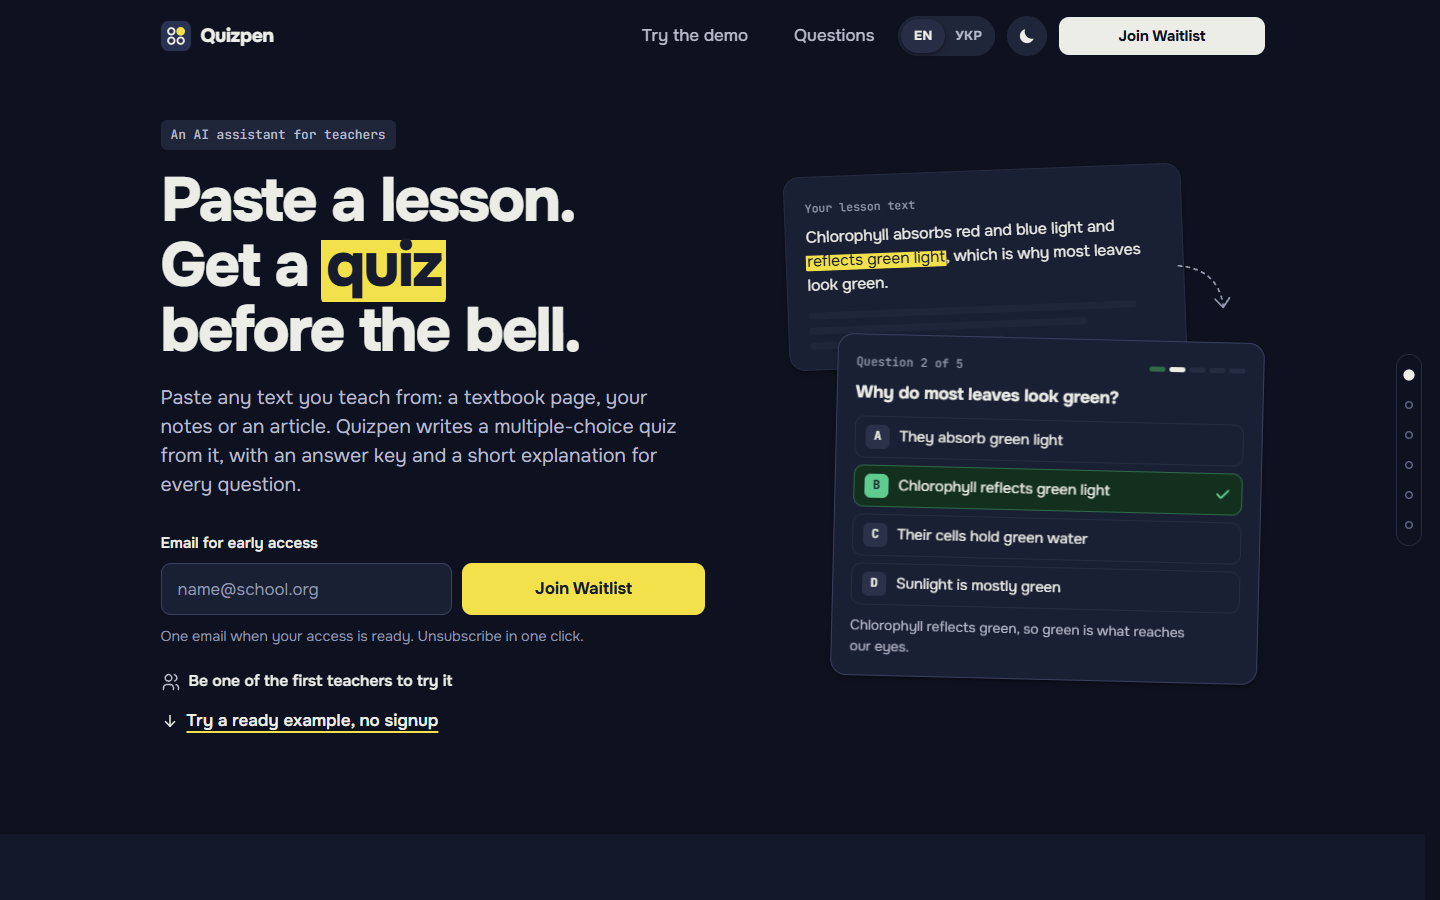 Quizpen
Try the demo
Questions
EN
УКР
Join Waitlist
An AI assistant for teachers
Paste a lesson.
Get a quiz
before the bell.
Paste any text you teach from: a textbook page, your
notes or an article. Quizpen writes a multiple-choice quiz
from it, with an answer key and a short explanation for
every question.
Email for early access
name@school.org
Join Waitlist
One email when your access is ready. Unsubscribe in one click.
Be one of the first teachers to try it
Try a ready example, no signup
Your lesson text
Chlorophyll absorbs red and blue light and
reflects green light, which is why most leaves
look green.
Question 2 of 5
Why do most leaves look green?
A They absorb green light
B Chlorophyll reflects green light
C Their cells hold green water
D Sunlight is mostly green
Chlorophyll reflects green, so green is what reaches
our eyes.